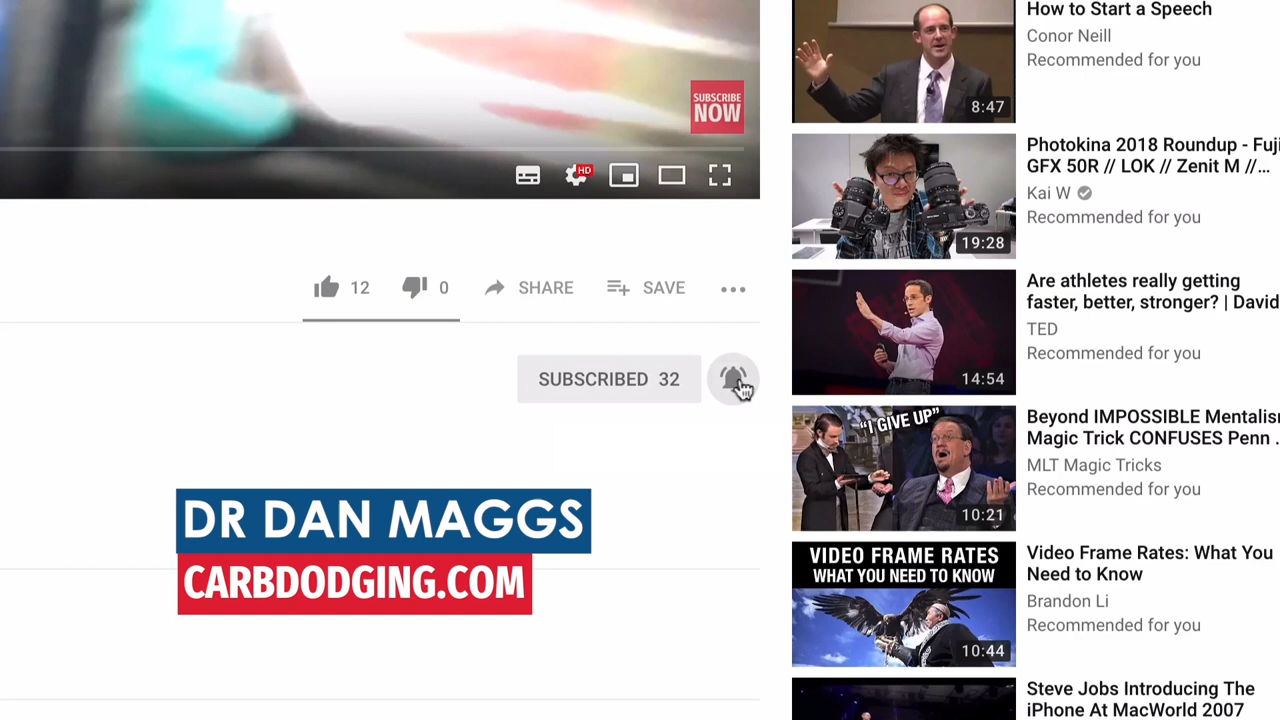 SUBSCRIBE
NOW
HD
12
0
SHARE
SAVE
SUBSCRIBED 32
DR DAN MAGGS
CARBDODGING.COM
8:47
How to Start a Speech
Conor Neill
Recommended for you
19:28
Photokina 2018 Roundup - Fuji
GFX 50R // LOK // Zenit M //...
Kai W
Recommended for you
14:54
Are athletes really getting
faster, better, stronger? | David
TED
Recommended for you
"I GIVE UP"
10:21
Beyond IMPOSSIBLE Mentalism
Magic Trick CONFUSES Penn .
MLT Magic Tricks
Recommended for you
VIDEO FRAME RATES
WHAT YOU NEED TO KNOW
10:44
Video Frame Rates: What You
Need to Know
Brandon Li
Recommended for you
Steve Jobs Introducing The
iPhone At MacWorld 2007